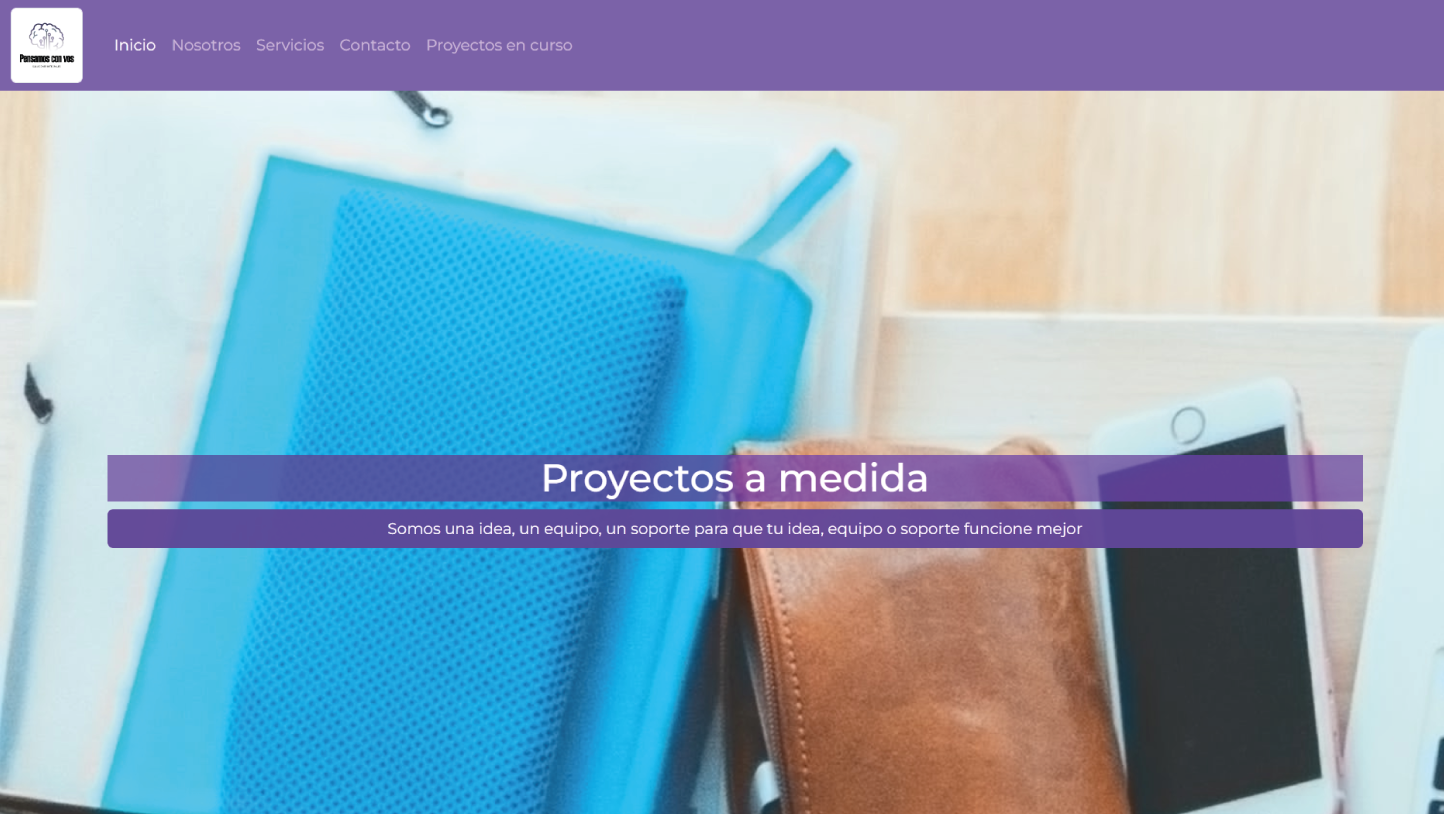 Pensamos con vos
Inicio Nosotros Servicios Contacto Proyectos en curso
Proyectos a medida
Somos una idea, un equipo, un soporte para que tu idea, equipo o soporte funcione mejor